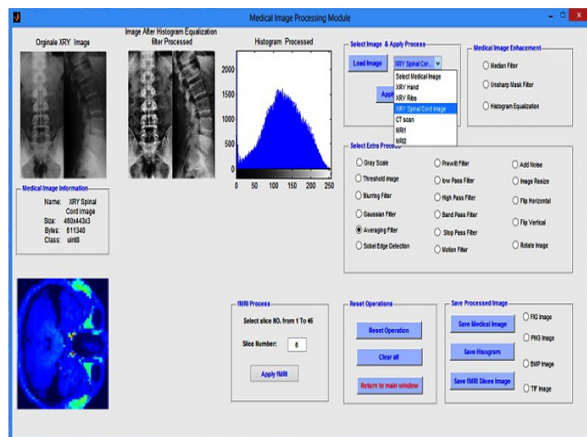 Medical Image Processing Module
Orginale XRY Image
Image After Histogram Equalization
filter Processed
Histogram Processed
2000
1500
1000
500
0
0 50 100 150 200 250
Medical Image Information
Name: XRY Spinal
Cord image
Size: 460x443x3
Bytes: 611340
Class: uint8
Select Image & Apply Process
Load Image
XRY Spinal Cor...
Select Medical Image
XRY Hand
XRY Ribs
XRY Spinal Cord image
CT scan
MRI1
MRI2
Medical Image Enhacement
Median Filter
Unsharp Mask Filter
Histogram Equalization
Select Extra Process
Gray Scale
Threshold Image
Blurring Filter
Gaussian Filter
Averaging Filter
Sobel Edge Detection
Prewitt Filter
low Pass Filter
High Pass Filter
Band Pass Filter
Stop Pass Filter
Motion Filter
Add Noise
Image Resize
Flip Horizontal
Flip Vertical
Rotate Image
fMRI Process
Select slice NO. from 1 To 46
Slice Number: 6
Apply fMRI
Reset Operations
Reset Operation
Clear all
Return to main window
Save Processed Image
Save Medical Image
Save Hisogram
Save fMRI Slices Image
FIG Image
PNG Image
BMP Image
TIF Image